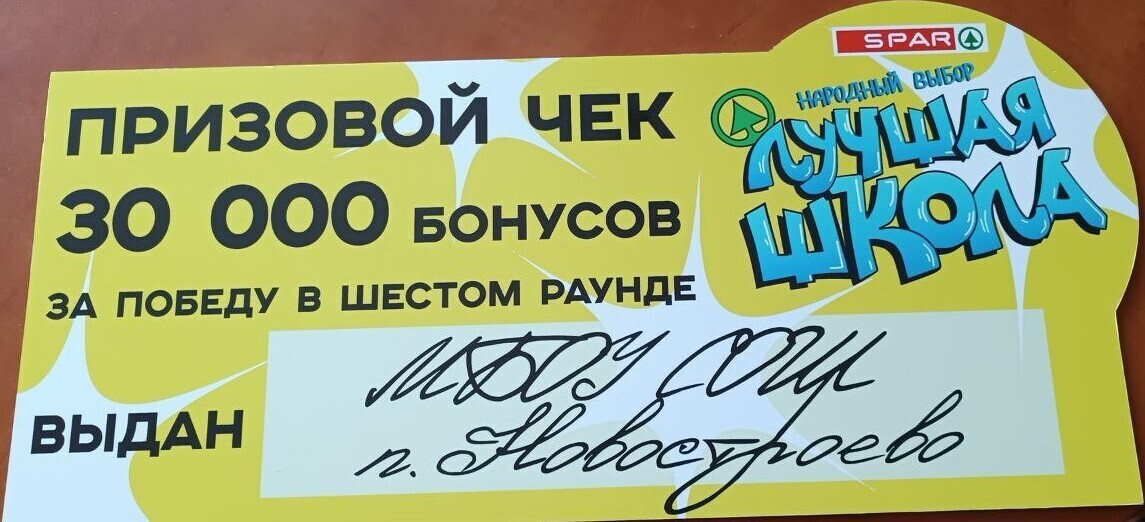 SPAR
НАРОДНЫЙ ВЫБОР
ЛУЧШАЯ
ШКОЛА
ПРИЗОВОЙ ЧЕК
30 000 БОНУСОВ
ЗА ПОБЕДУ В ШЕСТОМ РАУНДЕ
ВЫДАН
МБОУ СОШ
п. Новостроево